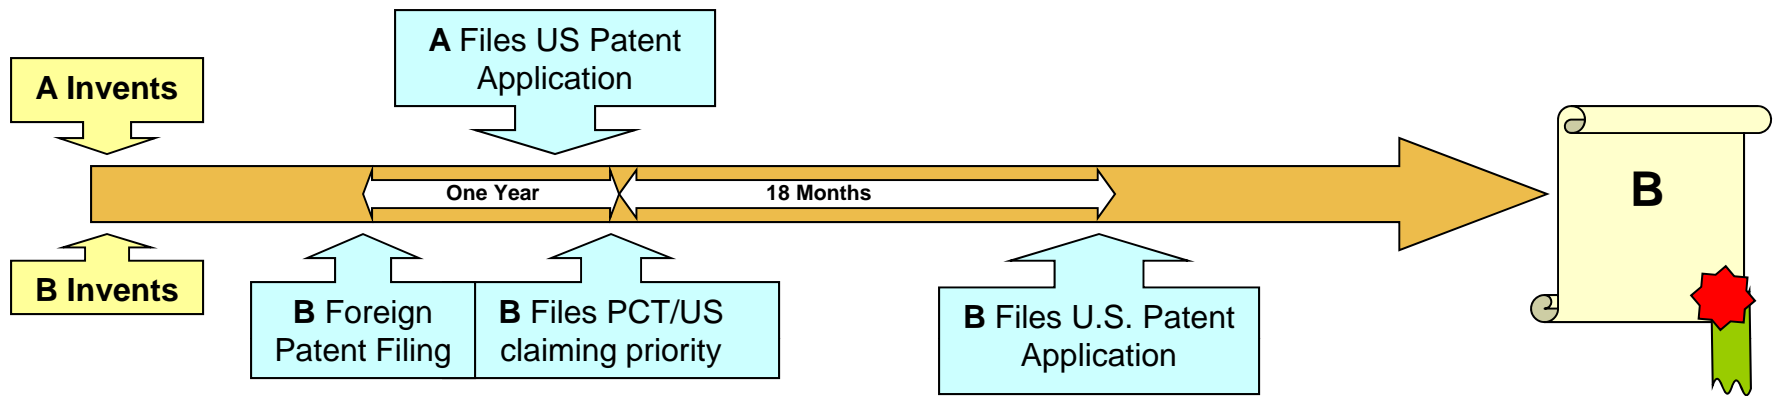 A Files US Patent
Application
A Invents
One Year
18 Months
B
B Invents
B Foreign
Patent Filing
B Files PCT/US
claiming priority
B Files U.S. Patent
Application